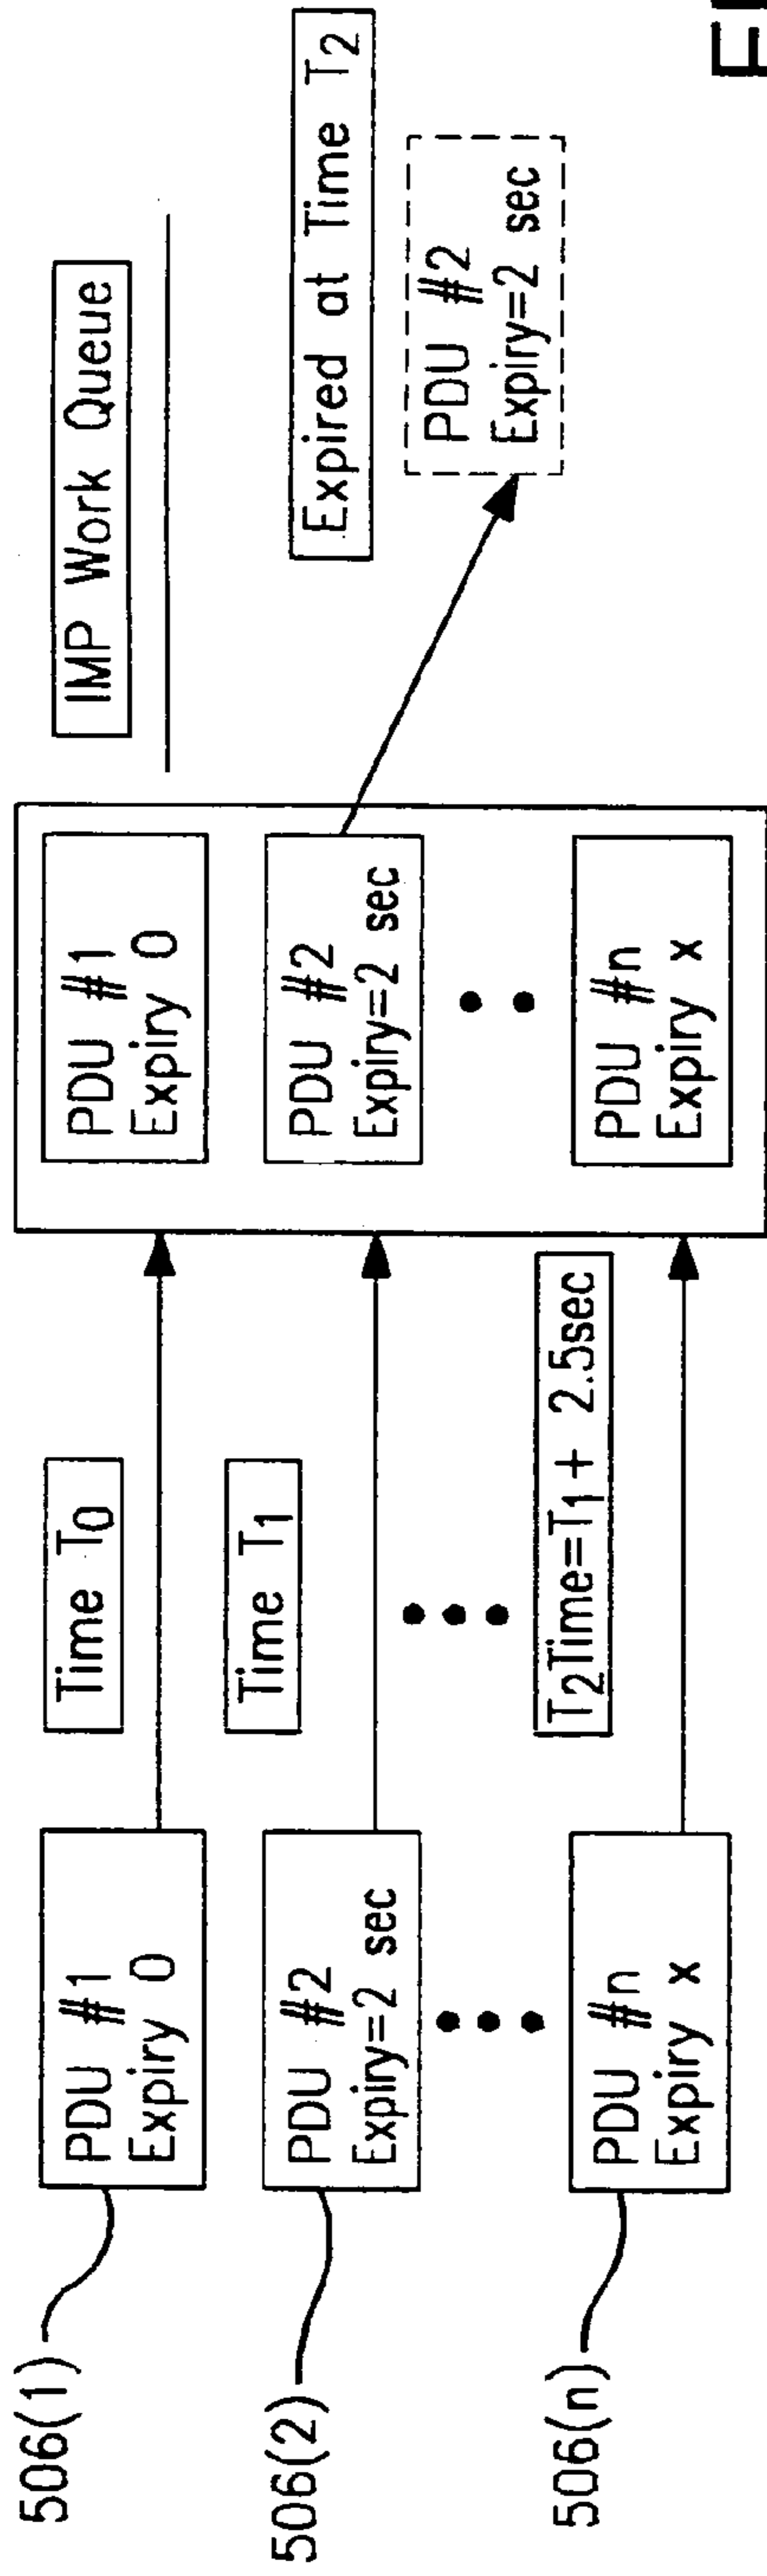 506(1)
PDU #1
Expiry 0
Time T0
PDU #1
Expiry 0
IMP Work Queue
506(2)
PDU #2
Expiry=2 sec
Time T1
PDU #2
Expiry=2 sec
Expired at Time T2
PDU #2
Expiry=2 sec
T2Time=T1+ 2.5sec
506(n)
PDU #n
Expiry x
PDU #n
Expiry x